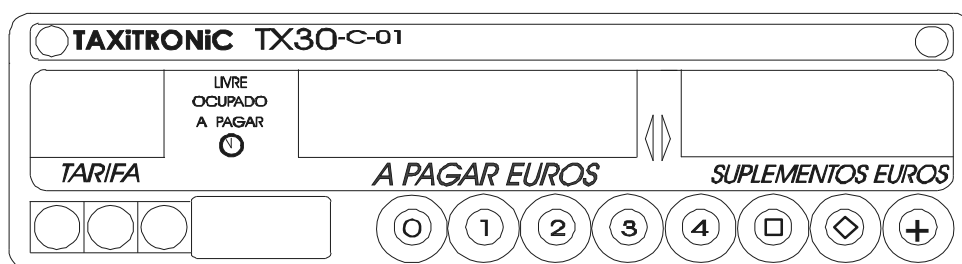 TAXiTRONiC TX30-C-01
LIVRE
OCUPADO
A PAGAR
TARIFA A PAGAR EUROS SUPLEMENTOS EUROS
0 1 2 3 4 +